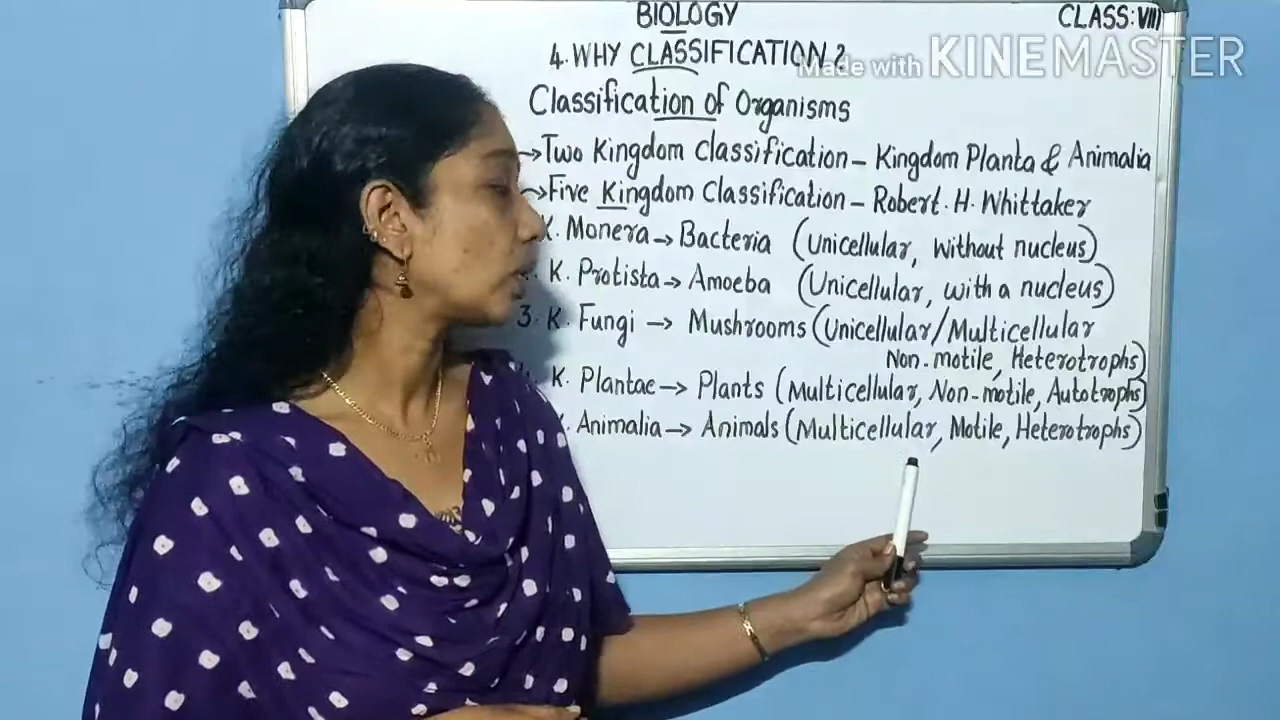 BIOLOGY
CLASS: VIII
4. WHY CLASSIFICATION?
Made with KINEMASTER
Classification of Organisms
→Two Kingdom classification – Kingdom Planta & Animalia
→Five Kingdom Classification – Robert. H. Whittaker
K. Monera → Bacteria (Unicellular, without nucleus)
K. Protista → Amoeba (Unicellular, with a nucleus)
3. K. Fungi → Mushrooms (Unicellular/Multicellular
Non-motile, Heterotrophs)
K. Plantae → Plants (Multicellular, Non-motile, Autotrophs)
K. Animalia → Animals (Multicellular, Motile, Heterotrophs)